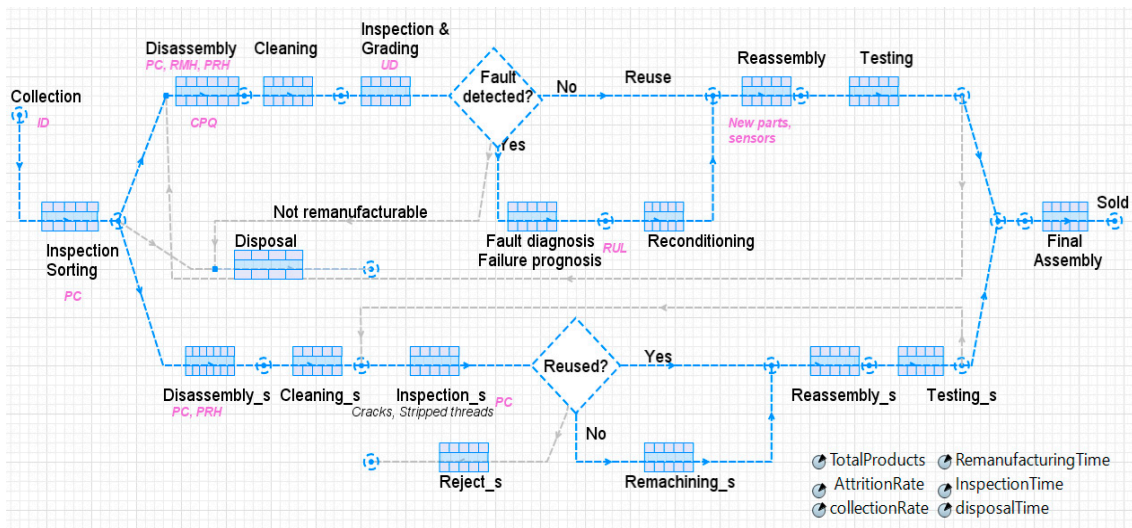 Inspection &
Grading
Disassembly
Cleaning
PC, RMH, PRH
UD
Reassembly
Testing
Fault
detected?
No
Reuse
Collection
ID
CPQ
New parts,
sensors
Yes
Not remanufacturable
Sold
Disposal
Fault diagnosis
Failure prognosis
RUL
Reconditioning
Inspection
Sorting
PC
Final
Assembly
Reused?
Yes
Disassembly_s
PC, PRH
Cleaning_s
Inspection_s
PC
Cracks, Stripped threads
Reassembly_s
Testing_s
No
Reject_s
Remachining_s
TotalProducts
RemanufacturingTime
AttritionRate
InspectionTime
collectionRate
disposalTime